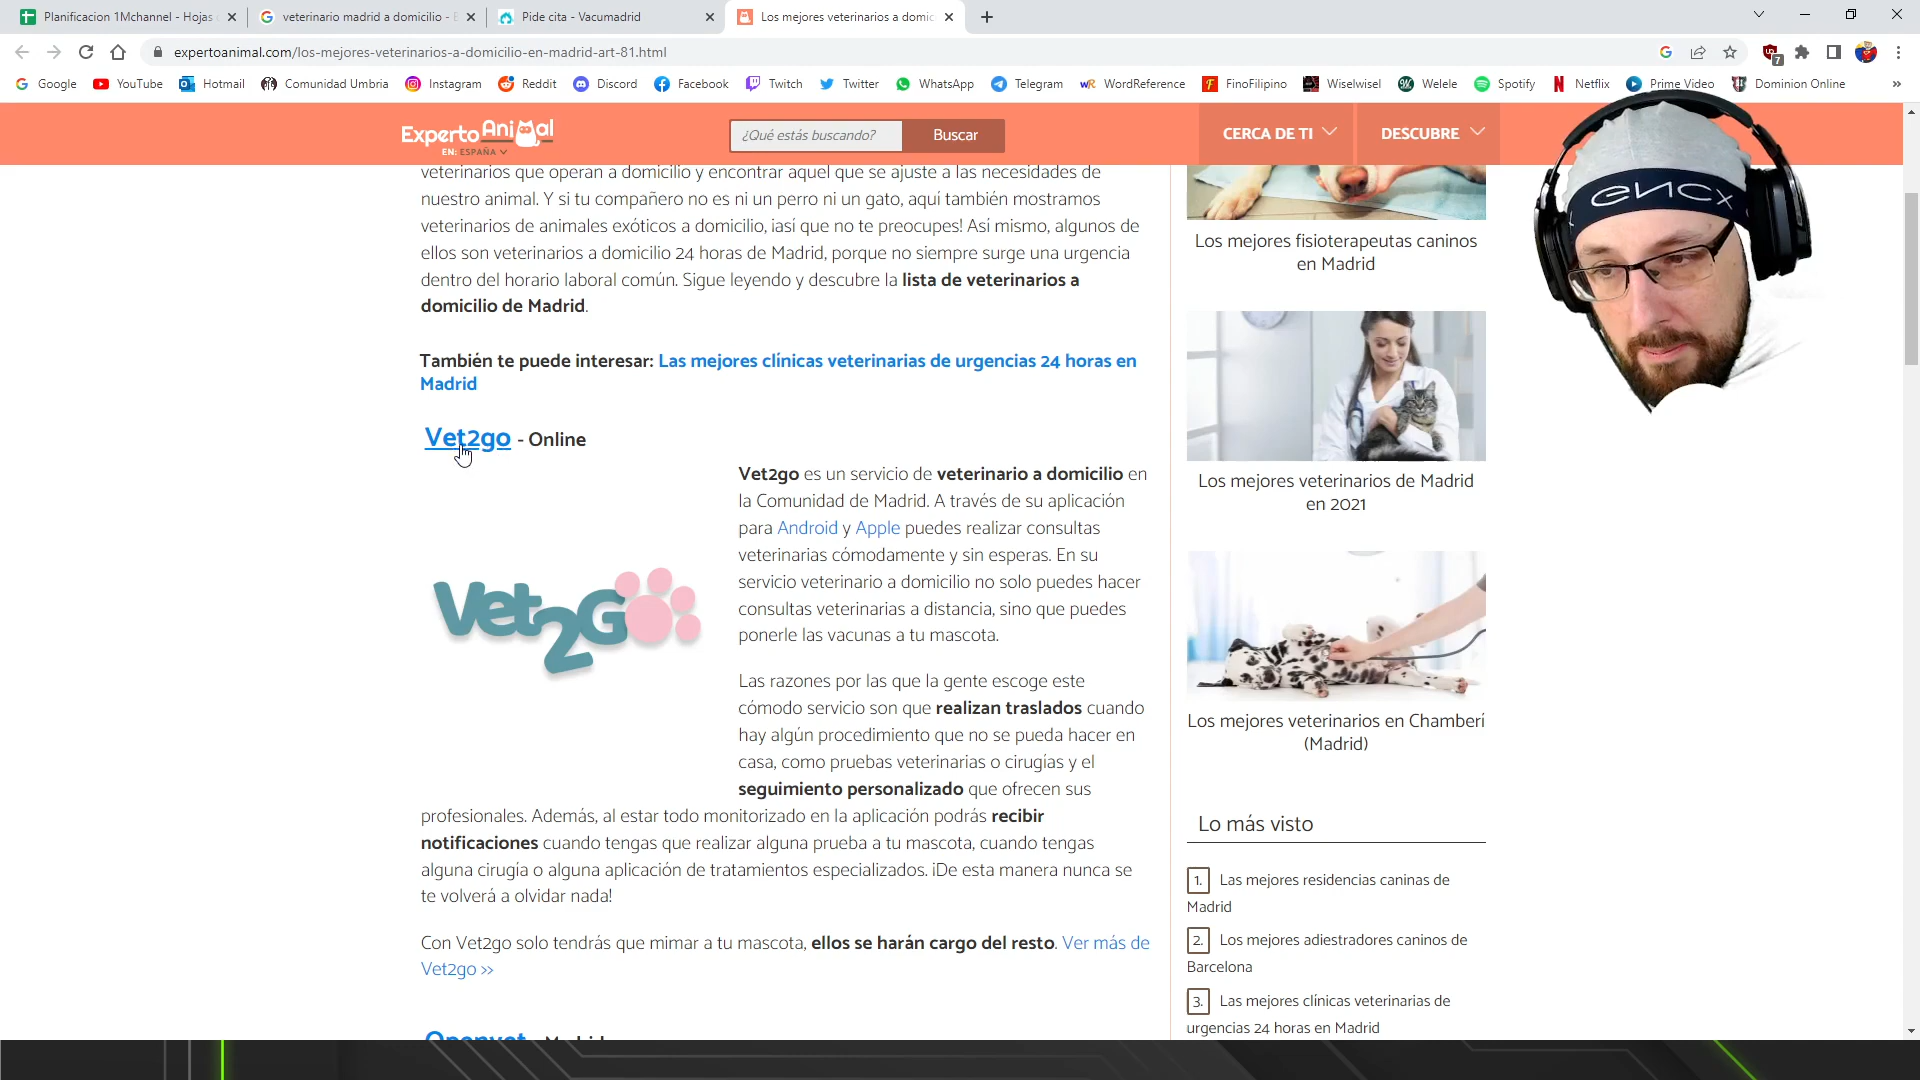 Planificacion 1Mchannel - Hojas
veterinario madrid a domicilio -
Pide cita - Vacumadrid
Los mejores veterinarios a domic
expertoanimal.com/los-mejores-veterinarios-a-domicilio-en-madrid-art-81.html
7
Google
YouTube
Hotmail
Comunidad Umbria
Instagram
Reddit
Discord
Facebook
Twitch
Twitter
WhatsApp
Telegram
WordReference
FinoFilipino
Wiselwisel
Welele
Spotify
Netflix
Prime Video
Dominion Online
»
Experto Animal
EN: ESPAÑA
¿Qué estás buscando?
Buscar
CERCA DE TI
DESCUBRE
encx
veterinarios que operan a domicilio y encontrar aquel que se ajuste a las necesidades de
nuestro animal. Y si tu compañero no es ni un perro ni un gato, aquí también mostramos
veterinarios de animales exóticos a domicilio, ¡así que no te preocupes! Así mismo, algunos de
ellos son veterinarios a domicilio 24 horas de Madrid, porque no siempre surge una urgencia
dentro del horario laboral común. Sigue leyendo y descubre la lista de veterinarios a
domicilio de Madrid.
También te puede interesar: Las mejores clínicas veterinarias de urgencias 24 horas en
Madrid
Vet2go - Online
Vet2GO
Vet2go es un servicio de veterinario a domicilio en
la Comunidad de Madrid. A través de su aplicación
para Android y Apple puedes realizar consultas
veterinarias cómodamente y sin esperas. En su
servicio veterinario a domicilio no solo puedes hacer
consultas veterinarias a distancia, sino que puedes
ponerle las vacunas a tu mascota.
Las razones por las que la gente escoge este
cómodo servicio son que realizan traslados cuando
hay algún procedimiento que no se pueda hacer en
casa, como pruebas veterinarias o cirugías y el
seguimiento personalizado que ofrecen sus
profesionales. Además, al estar todo monitorizado en la aplicación podrás recibir
notificaciones cuando tengas que realizar alguna prueba a tu mascota, cuando tengas
alguna cirugía o alguna aplicación de tratamientos especializados. ¡De esta manera nunca se
te volverá a olvidar nada!
Con Vet2go solo tendrás que mimar a tu mascota, ellos se harán cargo del resto. Ver más de
Vet2go >>
Openvet - Madrid
Los mejores fisioterapeutas caninos
en Madrid
Los mejores veterinarios de Madrid
en 2021
Los mejores veterinarios en Chamberí
(Madrid)
Lo más visto
1. Las mejores residencias caninas de
Madrid
2. Los mejores adiestradores caninos de
Barcelona
3. Las mejores clínicas veterinarias de
urgencias 24 horas en Madrid